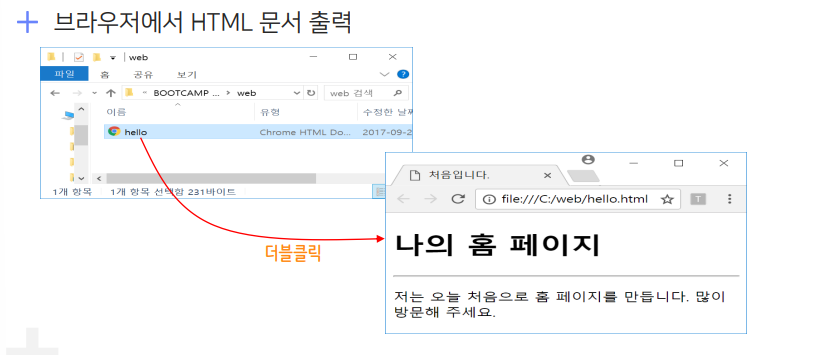 브라우저에서 HTML 문서 출력
web
파일 홈 공유 보기
BOOTCAMP ... > web
web 검색
이름 유형 수정한 날짜
hello Chrome HTML Do... 2017-09-2
1개 항목 1개 항목 선택함 231바이트
더블클릭
처음입니다.
file:///C:/web/hello.html
T
나의 홈 페이지
저는 오늘 처음으로 홈 페이지를 만듭니다. 많이
방문해 주세요.